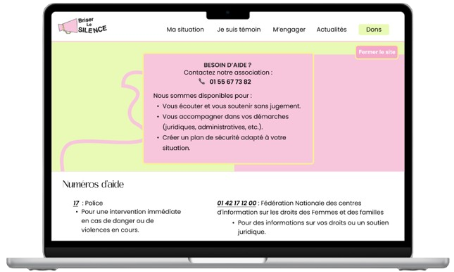 Briser
Le
SILENCE
Ma situation
Je suis témoin
M'engager
Actualités
Dons
Fermer le site
BESOIN D'AIDE ?
Contactez notre association :
01 55 67 73 82
Nous sommes disponibles pour :
• Vous écouter et vous soutenir sans jugement.
• Vous accompagner dans vos démarches
(juridiques, administratives, etc.).
• Créer un plan de sécurité adapté à votre
situation.
Numéros d'aide
17 : Police
• Pour une intervention immédiate
en cas de danger ou de
violences en cours.
01 42 17 12 00 : Fédération Nationale des centres
d'information sur les droits des Femmes et des familles
• Pour des informations sur vos droits ou un soutien
juridique.